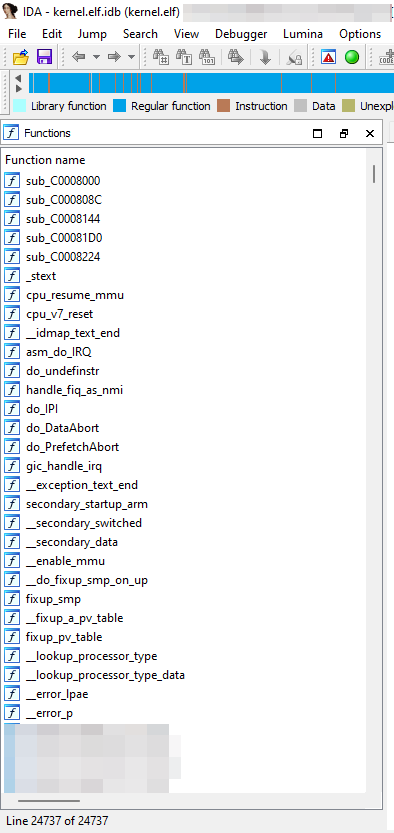 IDA - kernel.elf.idb (kernel.elf)
File Edit Jump Search View Debugger Lumina Options
Library function Regular function Instruction Data Unexpl
Functions
Function name
sub_C0008000
sub_C000808C
sub_C0008144
sub_C00081D0
sub_C0008224
_stext
cpu_resume_mmu
cpu_v7_reset
__idmap_text_end
asm_do_IRQ
do_undefinstr
handle_fiq_as_nmi
do_IPI
do_DataAbort
do_PrefetchAbort
gic_handle_irq
__exception_text_end
secondary_startup_arm
__secondary_switched
__secondary_data
__enable_mmu
__do_fixup_smp_on_up
fixup_smp
__fixup_a_pv_table
fixup_pv_table
__lookup_processor_type
__lookup_processor_type_data
__error_lpae
__error_p
Line 24737 of 24737